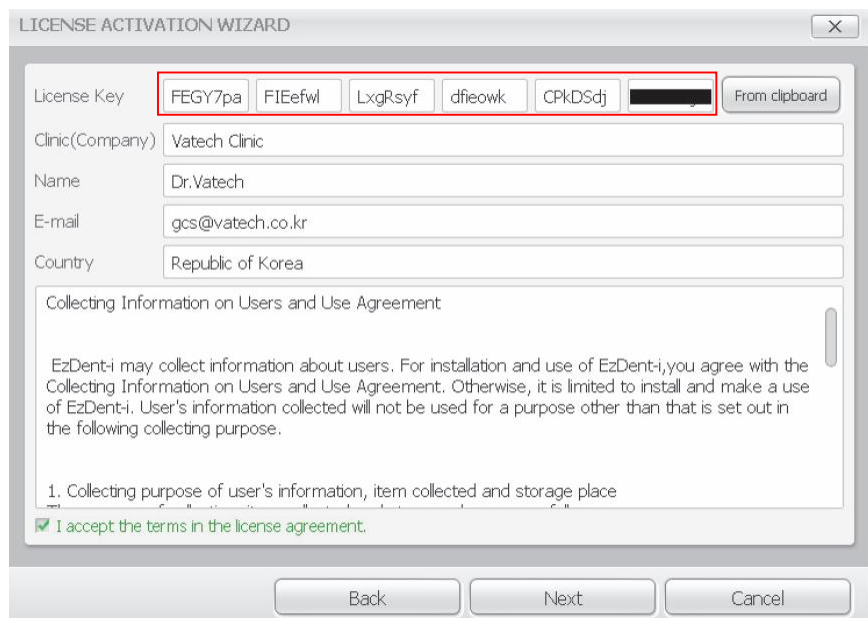 LICENSE ACTIVATION WIZARD
License Key FEGY7pa FIEefwl LxgRsyf dfieowk CPkDSdj From clipboard
Clinic(Company) Vatech Clinic
Name Dr.Vatech
E-mail gcs@vatech.co.kr
Country Republic of Korea
Collecting Information on Users and Use Agreement
EzDent-i may collect information about users. For installation and use of EzDent-i,you agree with the
Collecting Information on Users and Use Agreement. Otherwise, it is limited to install and make a use
of EzDent-i. User's information collected will not be used for a purpose other than that is set out in
the following collecting purpose.
1. Collecting purpose of user's information, item collected and storage place
I accept the terms in the license agreement.
Back Next Cancel